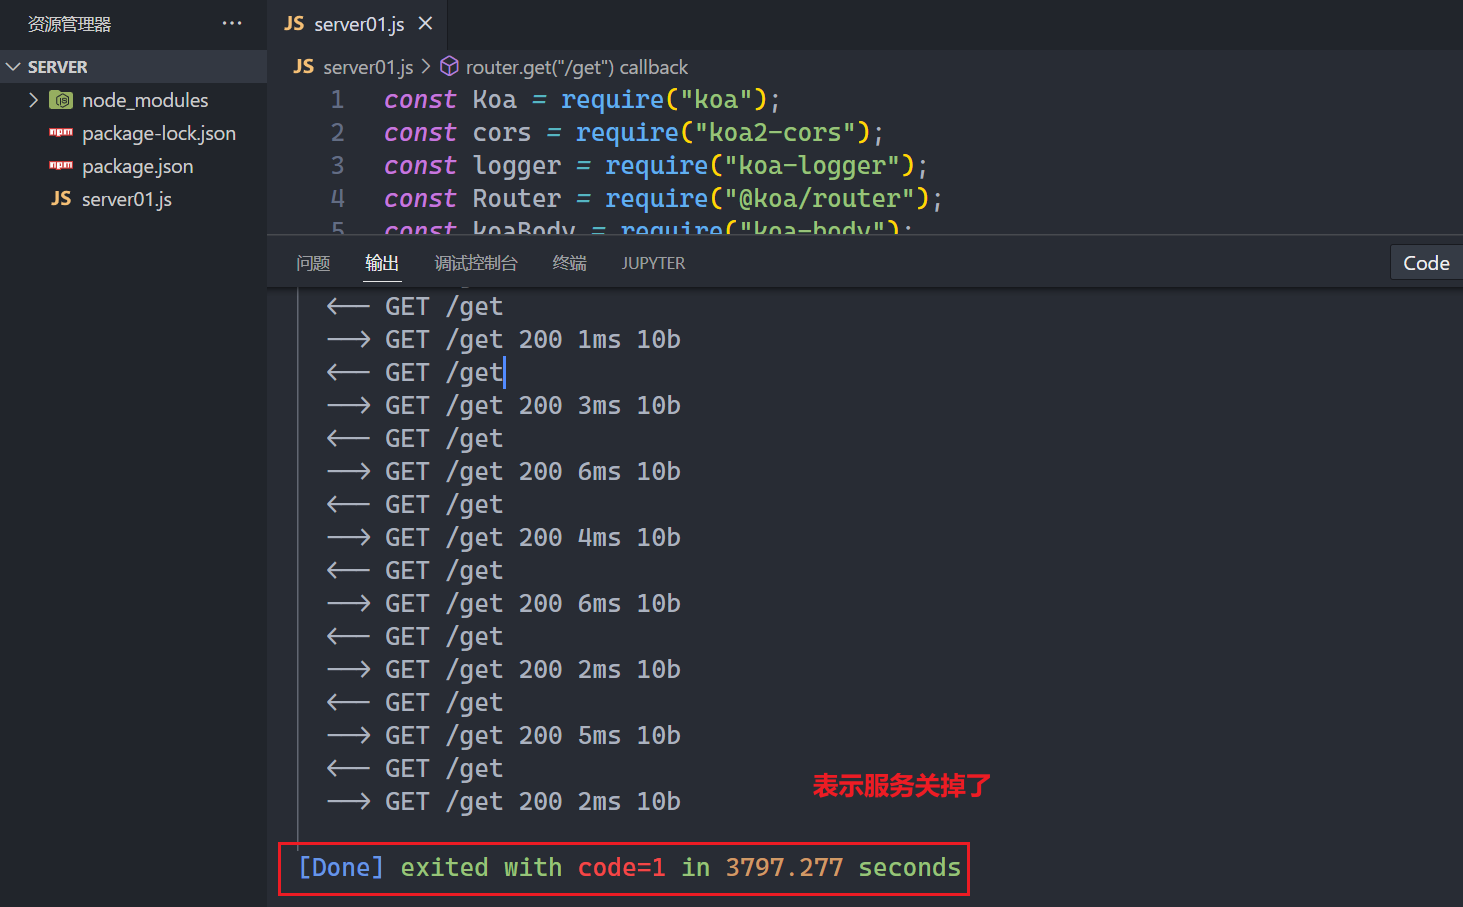 资源管理器 ···
SERVER
node_modules
package-lock.json
package.json
JS server01.js
JS server01.js ×
JS server01.js > router.get("/get") callback
1 const Koa = require("koa");
2 const cors = require("koa2-cors");
3 const logger = require("koa-logger");
4 const Router = require("@koa/router");
5 const koaBody = require("koa-body");
问题 输出 调试控制台 终端 JUPYTER Code
<-- GET /get
--> GET /get 200 1ms 10b
<-- GET /get
--> GET /get 200 3ms 10b
<-- GET /get
--> GET /get 200 6ms 10b
<-- GET /get
--> GET /get 200 4ms 10b
<-- GET /get
--> GET /get 200 6ms 10b
<-- GET /get
--> GET /get 200 2ms 10b
<-- GET /get
--> GET /get 200 5ms 10b
<-- GET /get
--> GET /get 200 2ms 10b
表示服务关掉了
[Done] exited with code=1 in 3797.277 seconds